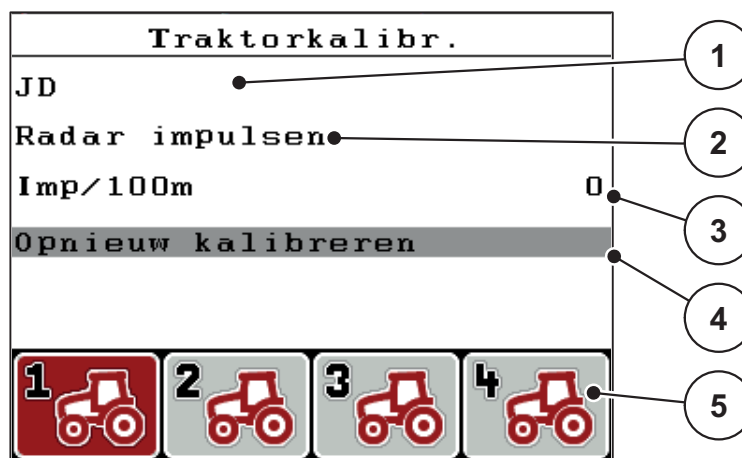 Traktorkalibr.
1
JD
Radar impulsen
2
Imp/100m 0
3
Opnieuw kalibreren
4
1 2 3 4
5